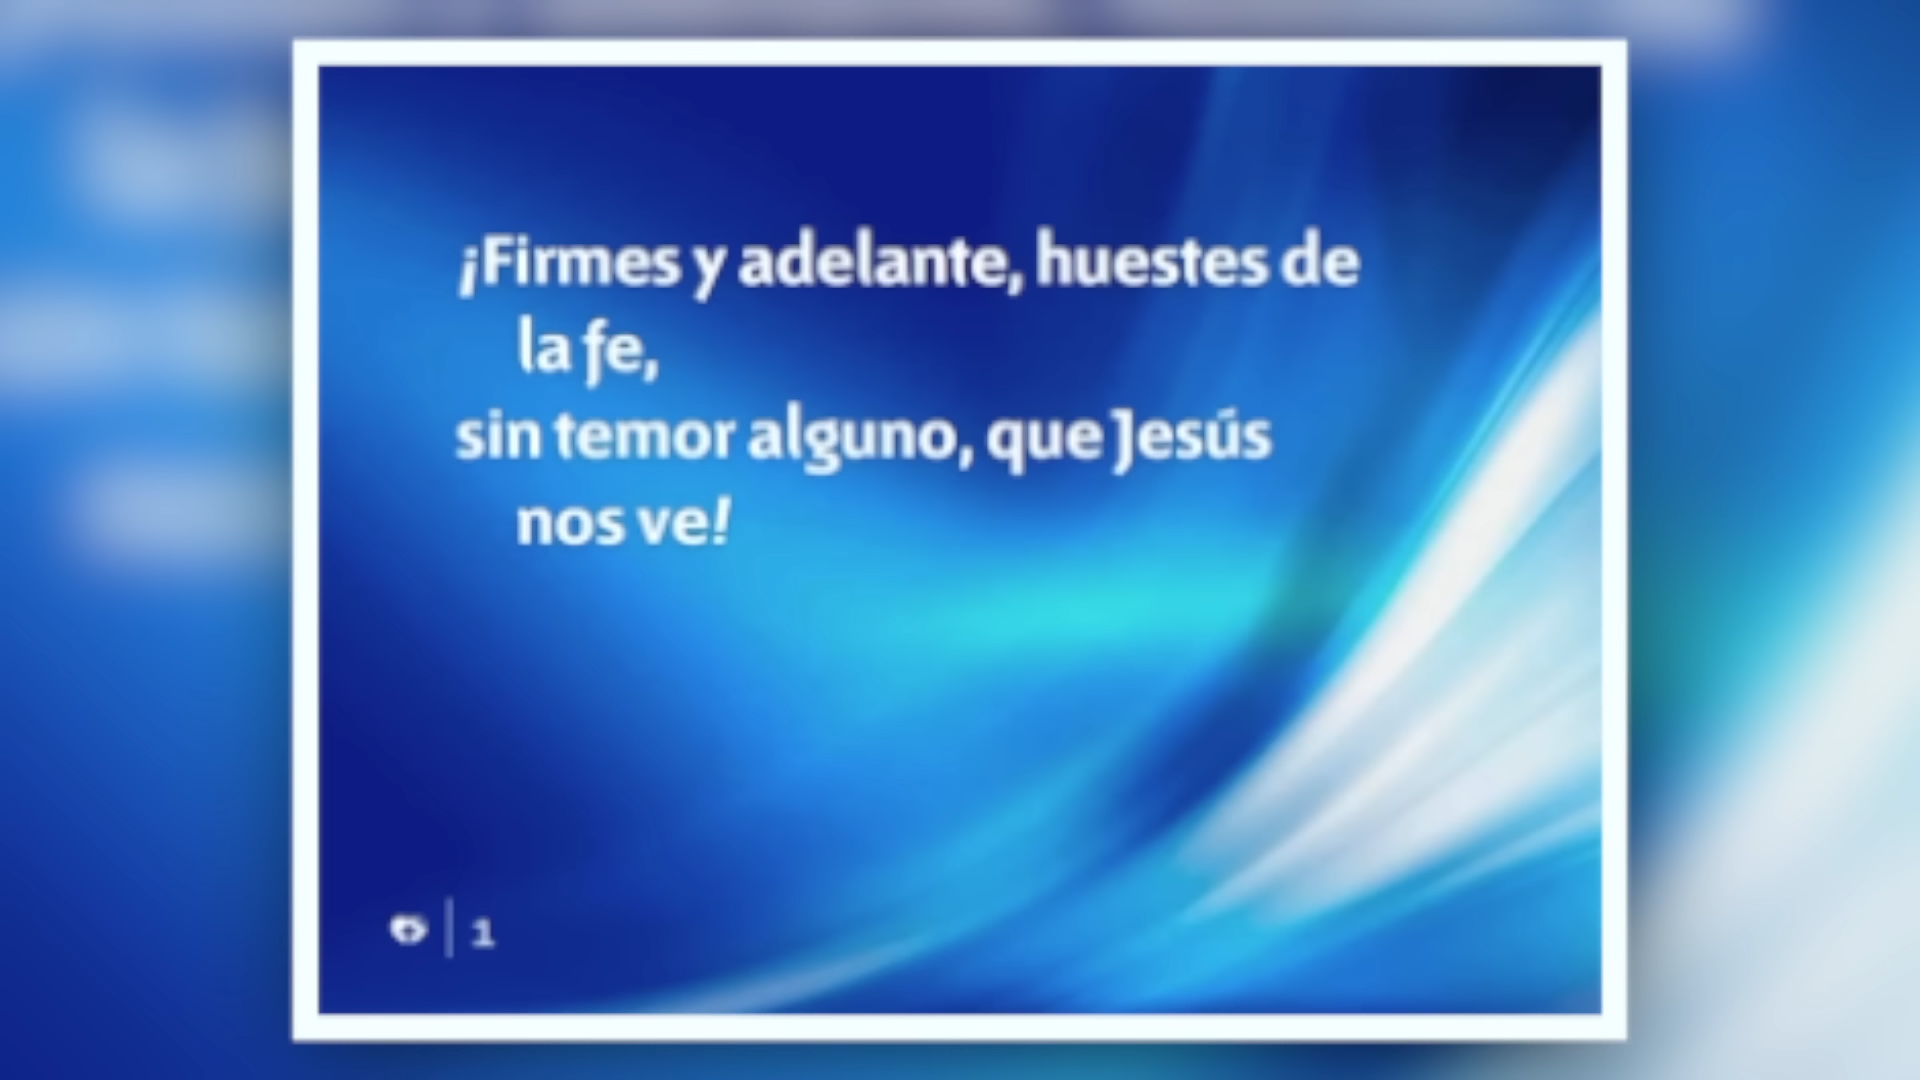 ¡Firmes y adelante, huestes de
la fe,
sin temor alguno, que Jesús
nos ve!
1